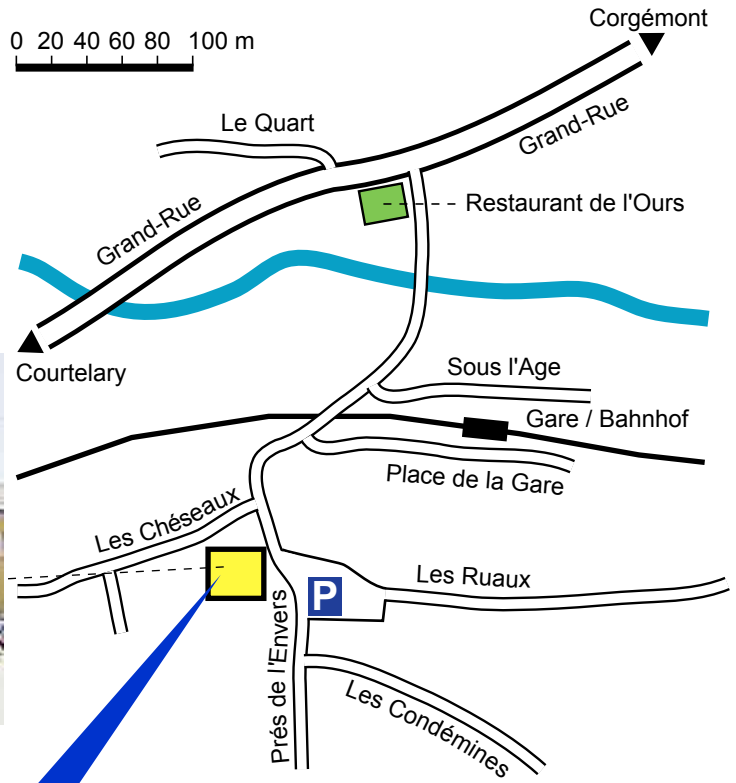 Corgémont
0 20 40 60 80 100 m
Le Quart
Grand-Rue
Restaurant de l'Ours
Grand-Rue
Courtelary
Sous l'Age
Gare / Bahnhof
Place de la Gare
Les Chéseaux
Les Ruaux
P
Prés de l'Envers
Les Condémines